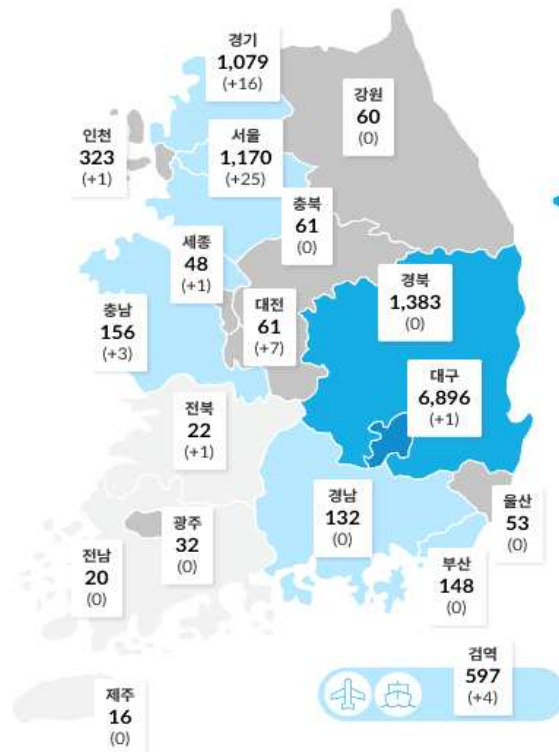 경기
1,079
(+16)
강원
60
(0)
인천
323
(+1)
서울
1,170
(+25)
충북
61
(0)
세종
48
(+1)
경북
1,383
(0)
대전
61
(+7)
충남
156
(+3)
대구
6,896
(+1)
전북
22
(+1)
경남
132
(0)
울산
53
(0)
광주
32
(0)
전남
20
(0)
부산
148
(0)
검역
597
(+4)
제주
16
(0)